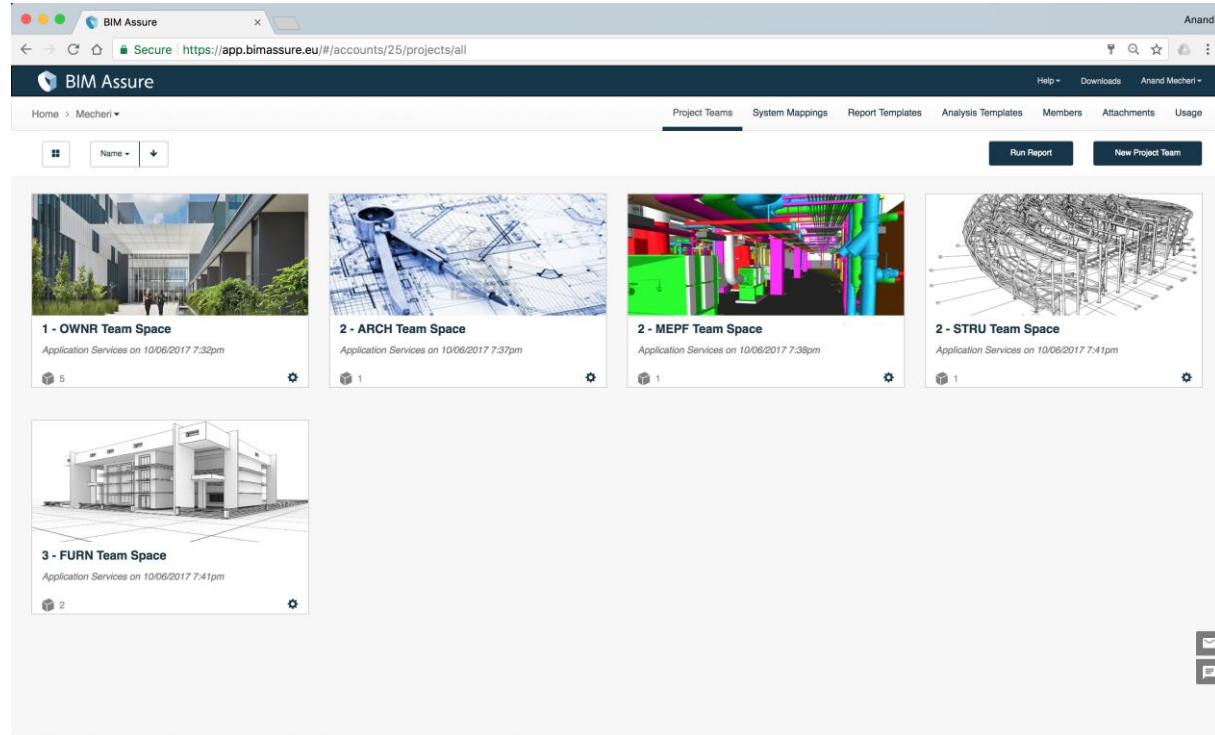 BIM Assure
Anand
Secure https://app.bimassure.eu/#/accounts/25/projects/all
BIM Assure
Help Downloads Anand Mecheri
Home > Mecheri
Project Teams System Mappings Report Templates Analysis Templates Members Attachments Usage
Name
Run Report New Project Team
1 - OWNR Team Space
Application Services on 10/06/2017 7:32pm
5
2 - ARCH Team Space
Application Services on 10/06/2017 7:37pm
1
2 - MEPF Team Space
Application Services on 10/06/2017 7:38pm
1
2 - STRU Team Space
Application Services on 10/06/2017 7:41pm
1
3 - FURN Team Space
Application Services on 10/06/2017 7:41pm
2